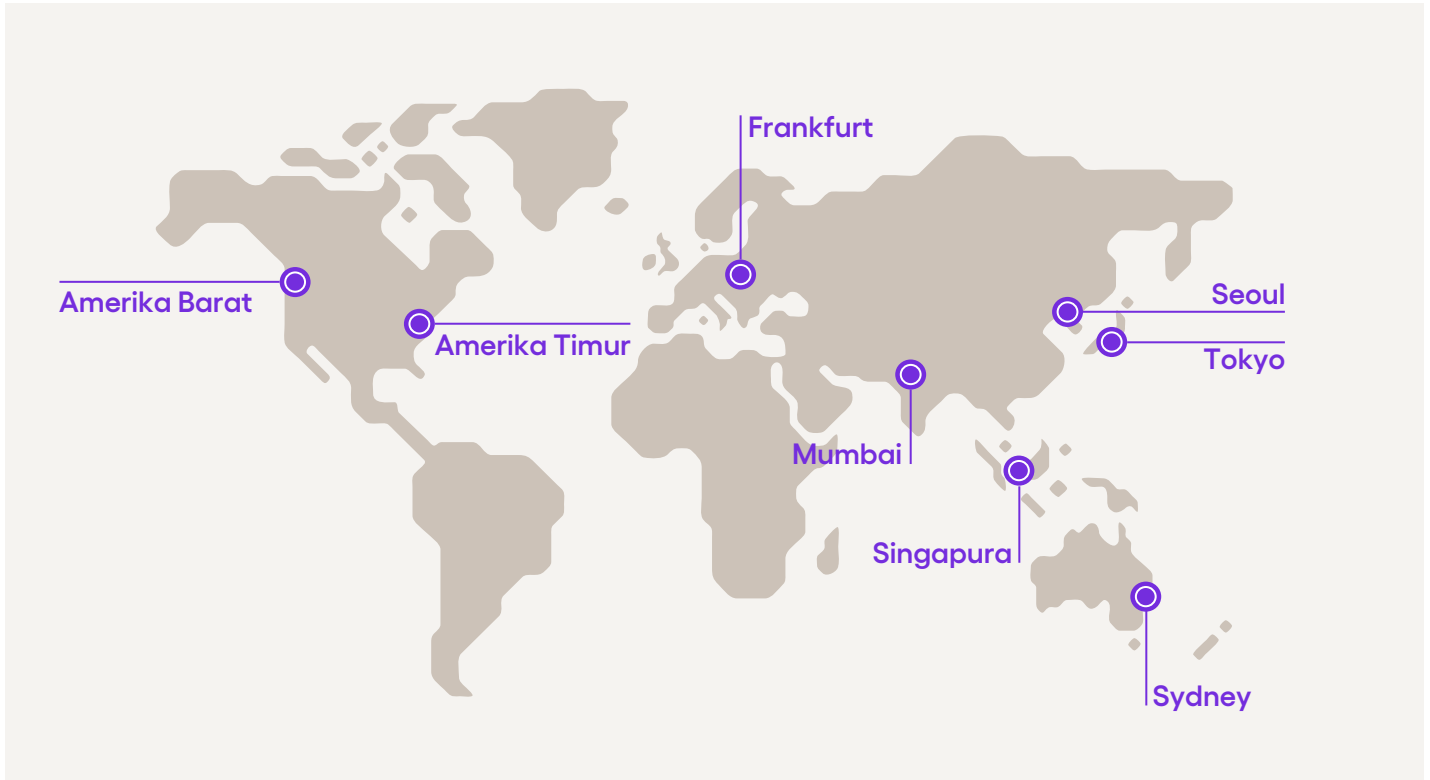 Frankfurt
Amerika Barat
Seoul
Amerika Timur
Tokyo
Mumbai
Singapura
Sydney